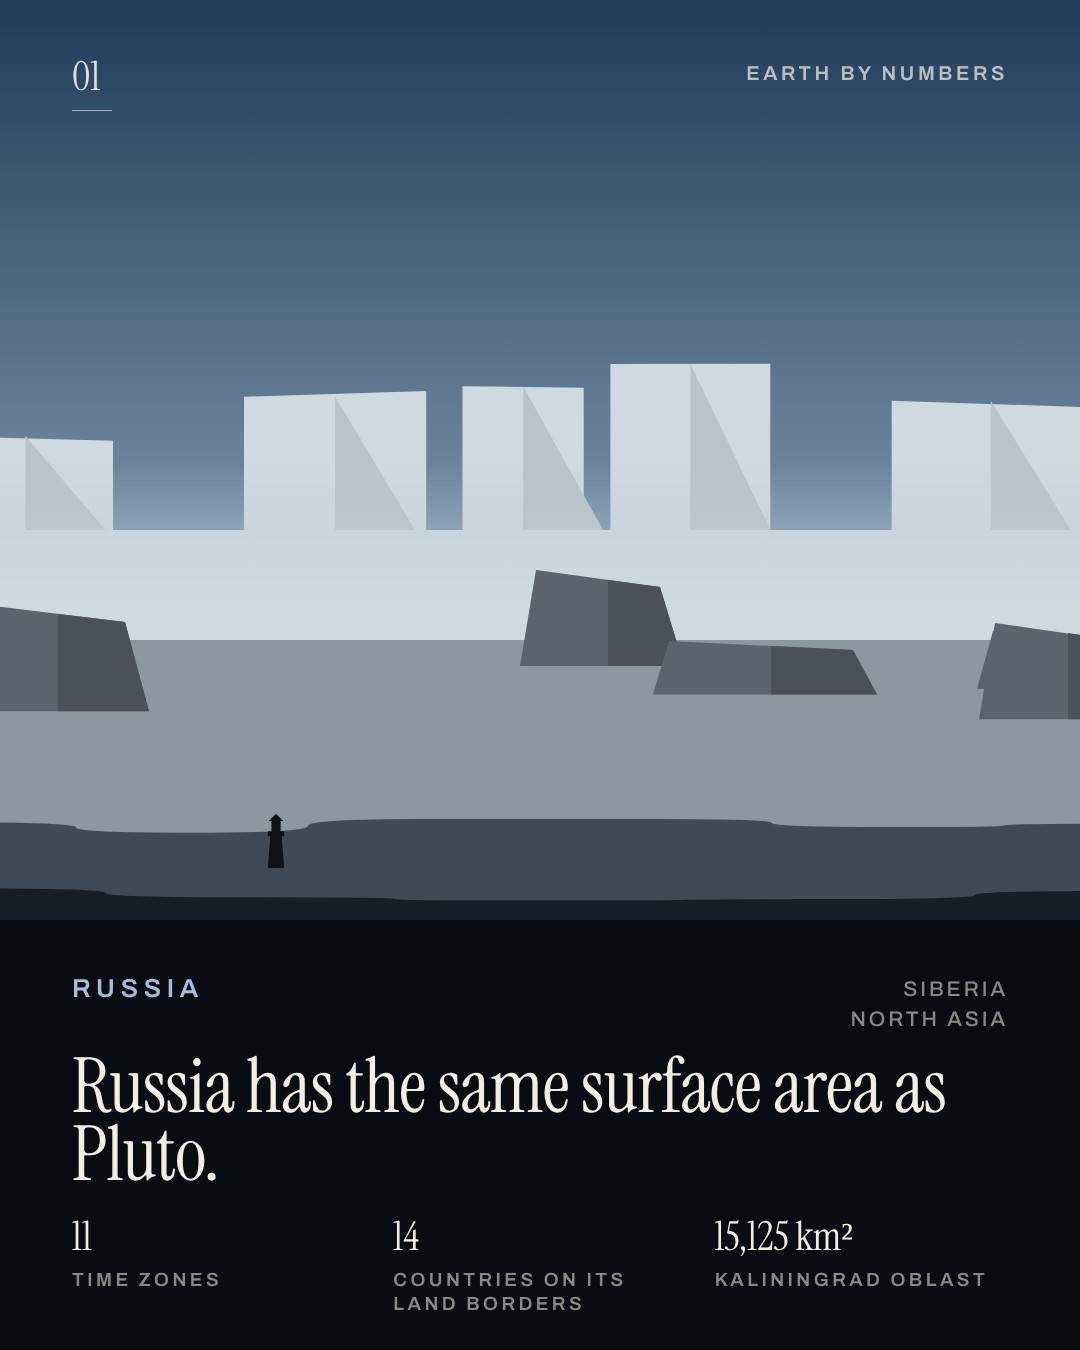 01
EARTH BY NUMBERS
RUSSIA
SIBERIA
NORTH ASIA
Russia has the same surface area as
Pluto.
11
TIME ZONES
14
COUNTRIES ON ITS
LAND BORDERS
15,125 km²
KALININGRAD OBLAST